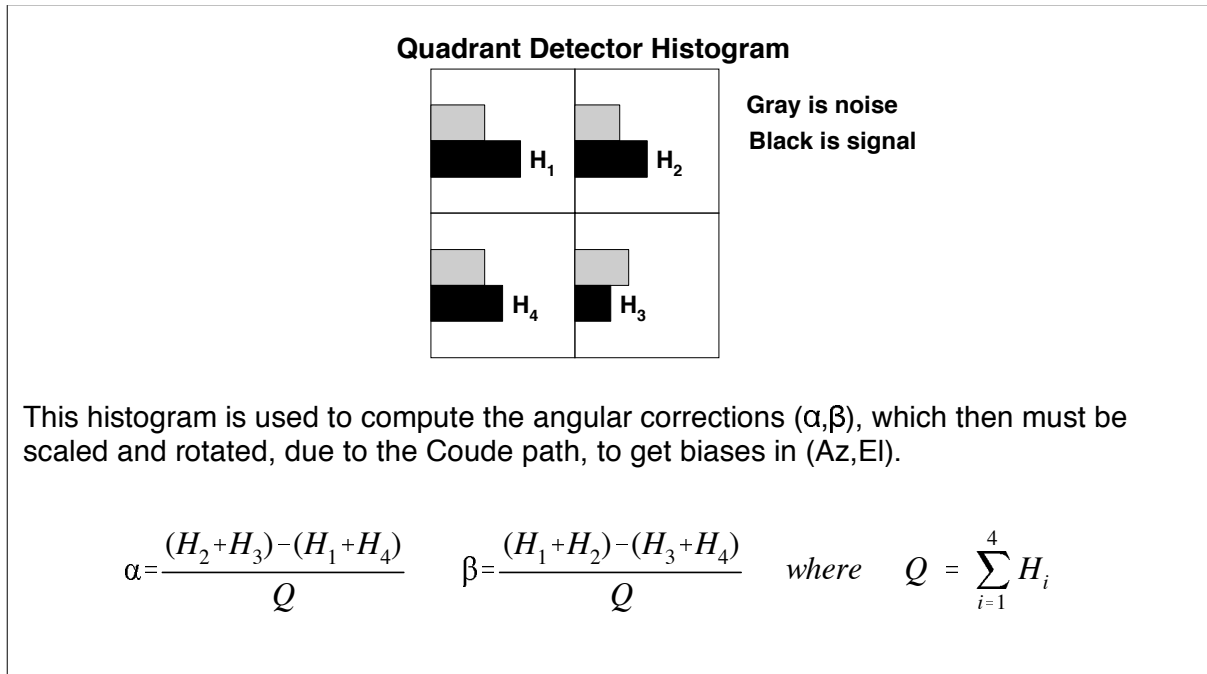 Quadrant Detector Histogram
Gray is noise
Black is signal
H₁
H₂
H₄
H₃
This histogram is used to compute the angular corrections (α,β), which then must be
scaled and rotated, due to the Coude path, to get biases in (Az,El).
α=((H₂+H₃)-(H₁+H₄))/Q β=((H₁+H₂)-(H₃+H₄))/Q where Q = ∑_{i=1}^{4} H_i